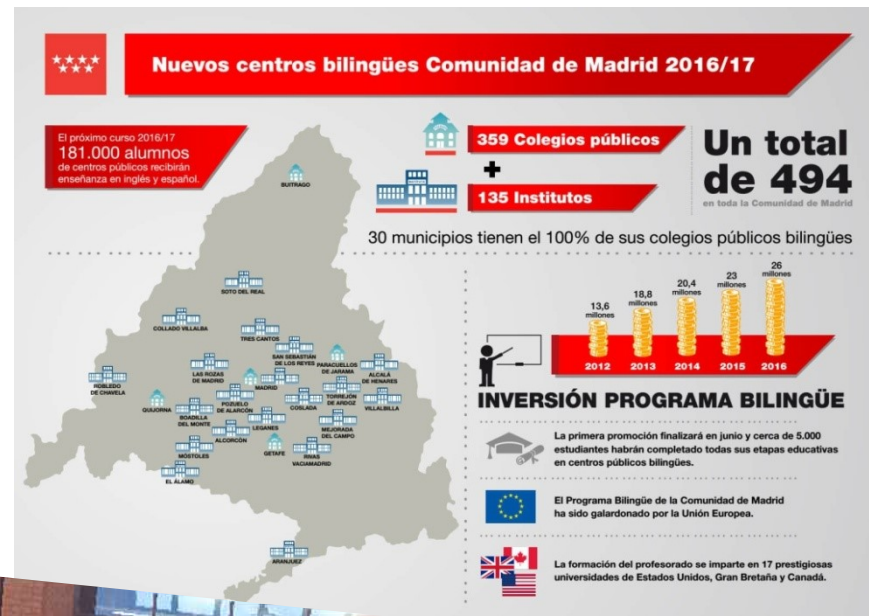 Nuevos centros bilingües Comunidad de Madrid 2016/17
El próximo curso 2016/17
181.000 alumnos
de centros públicos recibirán
enseñanza en inglés y español.
359 Colegios públicos
+
135 Institutos
Un total
de 494
en toda la Comunidad de Madrid
30 municipios tienen el 100% de sus colegios públicos bilingües
BUITRAGO
SOTO DEL REAL
COLLADO VILLALBA
TRES CANTOS
SAN SEBASTIÁN
DE LOS REYES
PARACUELLOS
DE JARAMA
ALCALÁ
DE HENARES
LAS ROZAS
DE MADRID
MADRID
ROBLEDO
DE CHAVELA
QUIJORNA
BOADILLA
DEL MONTE
POZUELO
DE ALARCÓN
COSLADA
TORREJÓN
DE ARDOZ
VILLALBILLA
ALCORCÓN
LEGANES
MEJORADA
DEL CAMPO
MÓSTOLES
GETAFE
RIVAS
VACIAMADRID
EL ÁLAMO
ARANJUEZ
13,6
millones
18,8
millones
20,4
millones
23
millones
26
millones
2012
2013
2014
2015
2016
INVERSIÓN PROGRAMA BILINGÜE
La primera promoción finalizará en junio y cerca de 5.000
estudiantes habrán completado todas sus etapas educativas
en centros públicos bilingües.
El Programa Bilingüe de la Comunidad de Madrid
ha sido galardonado por la Unión Europea.
La formación del profesorado se imparte en 17 prestigiosas
universidades de Estados Unidos, Gran Bretaña y Canadá.